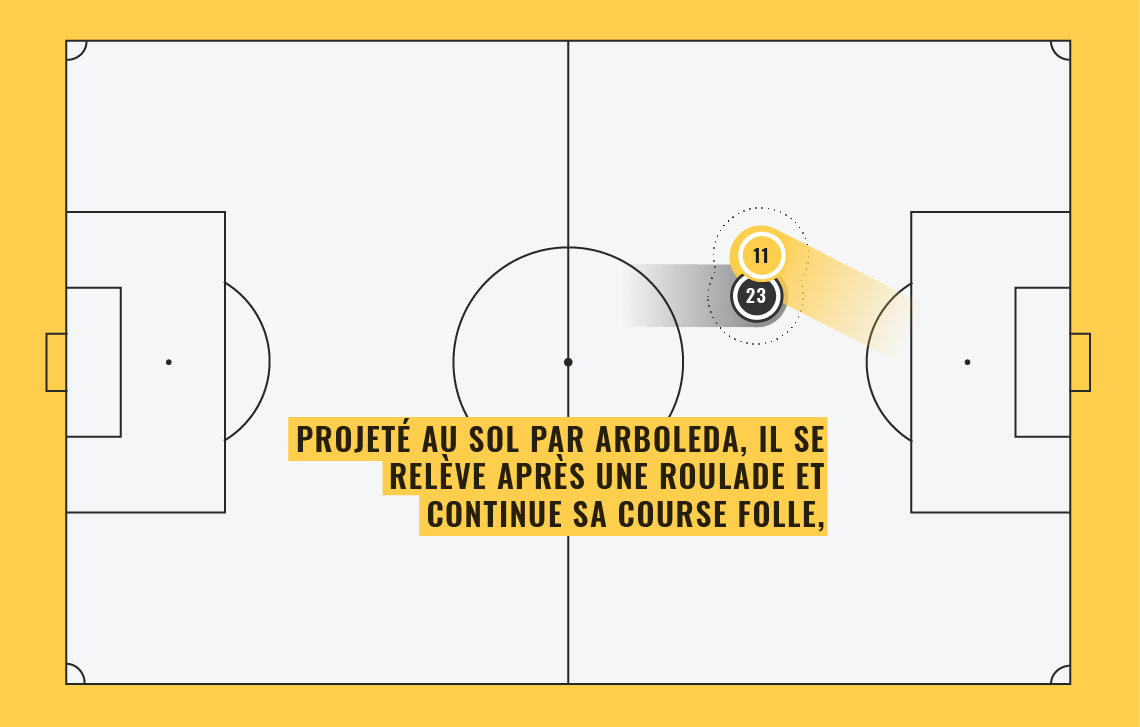 11
23
PROJETÉ AU SOL PAR ARBOLEDA, IL SE
RELÈVE APRÈS UNE ROULADE ET
CONTINUE SA COURSE FOLLE,